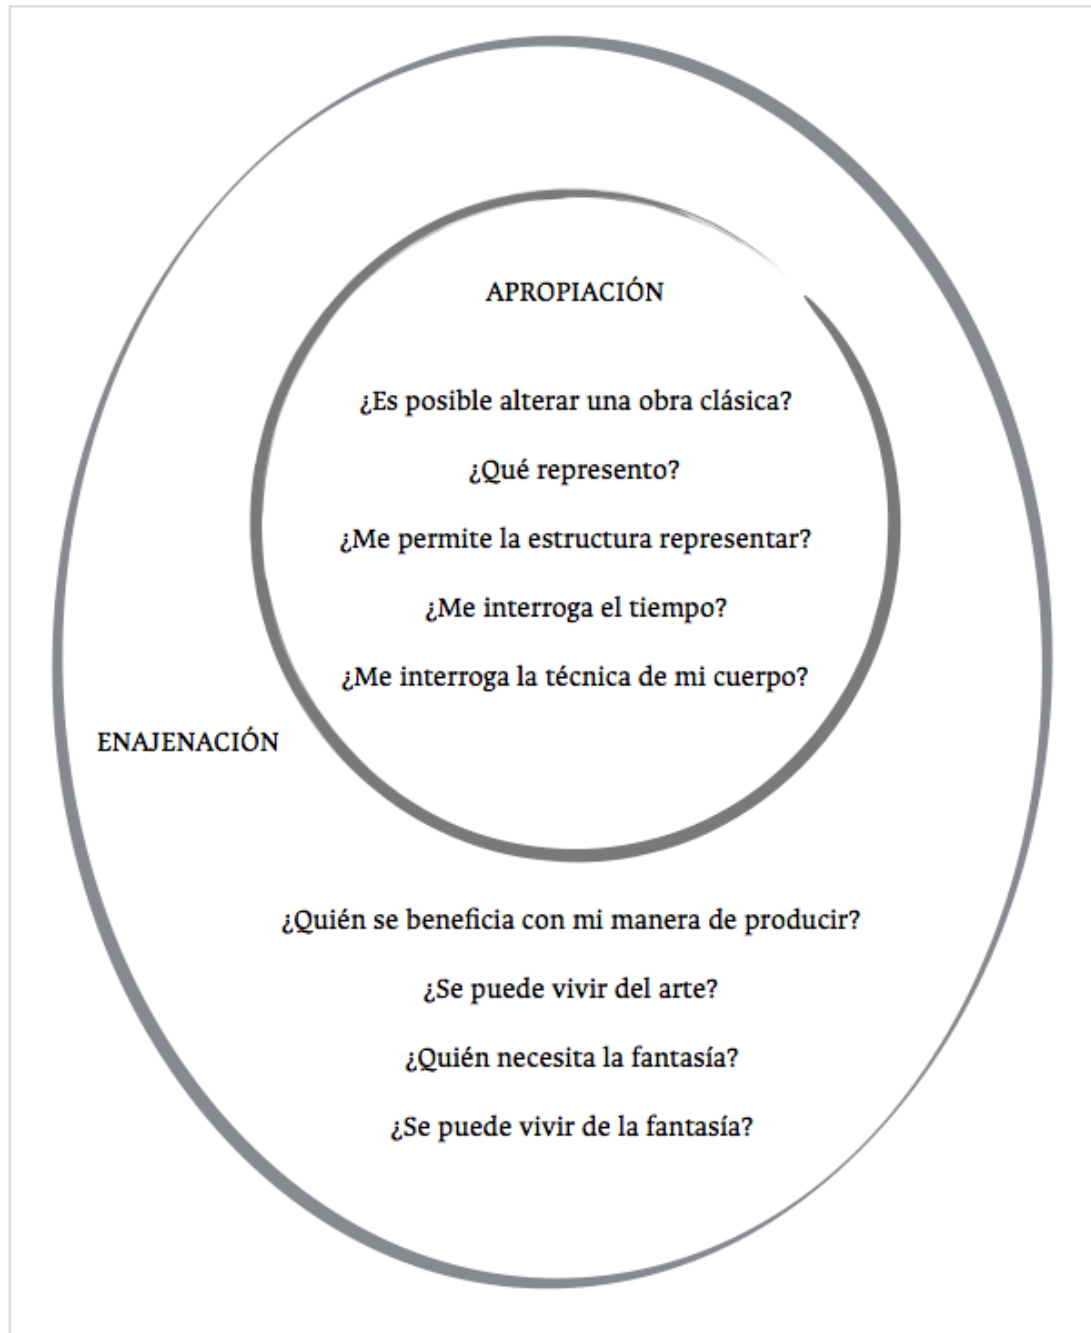 APROPIACIÓN
¿Es posible alterar una obra clásica?
¿Qué represento?
¿Me permite la estructura representar?
¿Me interroga el tiempo?
¿Me interroga la técnica de mi cuerpo?
ENAJENACIÓN
¿Quién se beneficia con mi manera de producir?
¿Se puede vivir del arte?
¿Quién necesita la fantasía?
¿Se puede vivir de la fantasía?